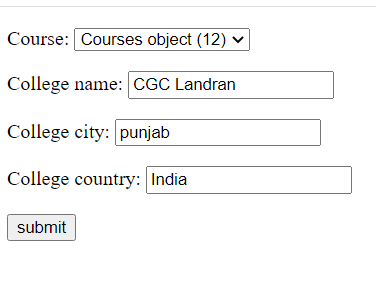 Course: Courses object (12)
College name: CGC Landran
College city: punjab
College country: India
submit